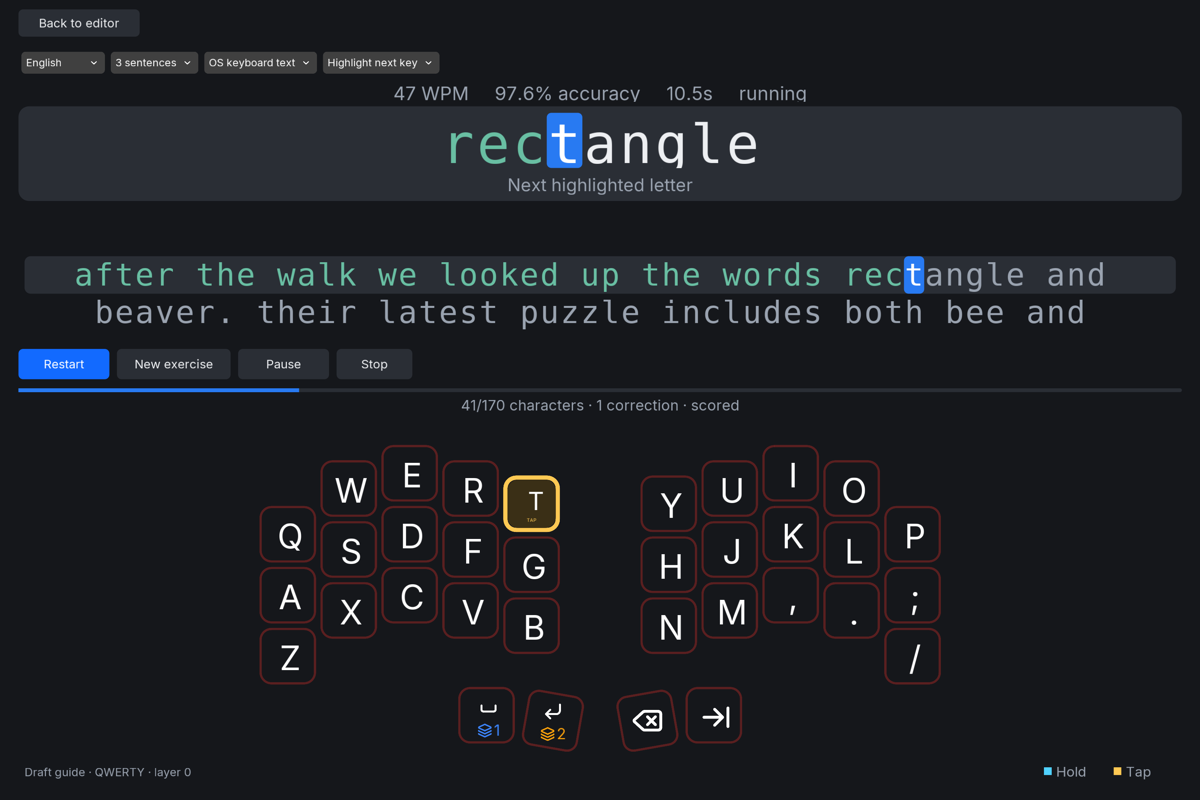 Back to editor
English 3 sentences OS keyboard text Highlight next key
47 WPM 97.6% accuracy 10.5s running
rectangle
Next highlighted letter
after the walk we looked up the words rectangle and
beaver. their latest puzzle includes both bee and
Restart New exercise Pause Stop
41/170 characters · 1 correction · scored
Q W E R T Y U I O P
TAP
A S D F G H J K L ;
Z X C V B N M , . /
1 2
Draft guide · QWERTY · layer 0
Hold Tap